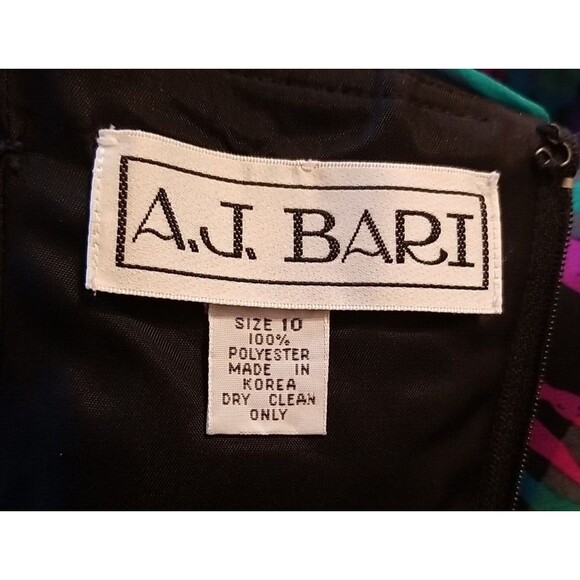 A.J. BARI
SIZE 10
100%
POLYESTER
MADE IN
KOREA
DRY CLEAN
ONLY